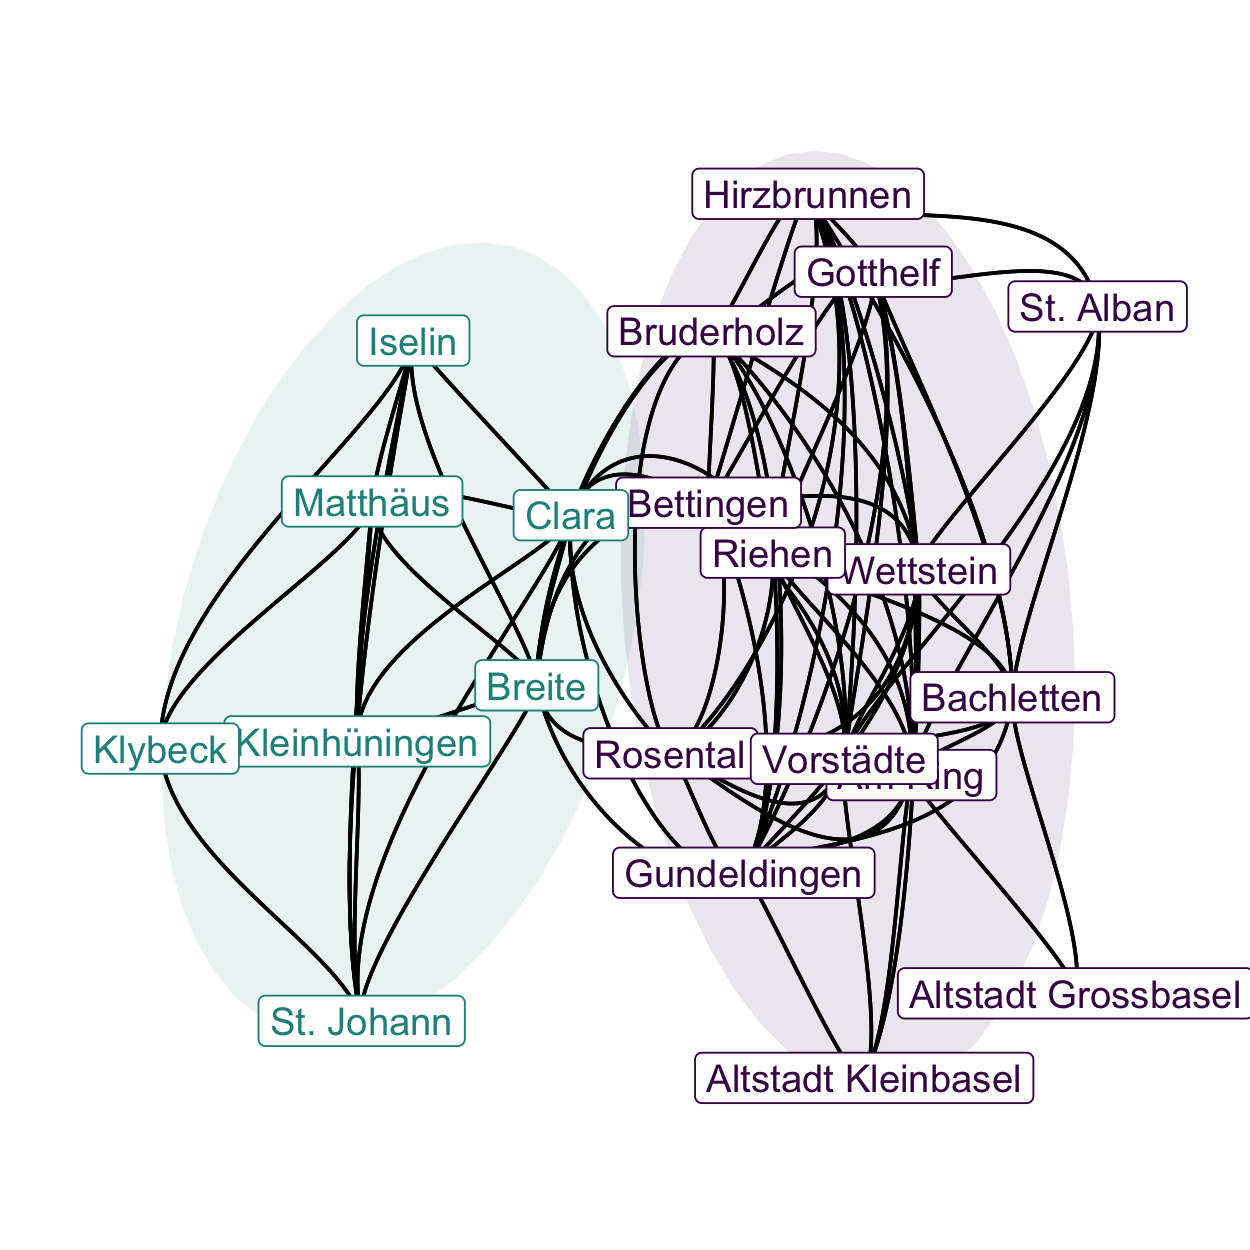 Hirzbrunnen
Gotthelf
St. Alban
Bruderholz
Iselin
Matthäus
Clara
Bettingen
Riehen
Wettstein
Breite
Bachletten
Klybeck
Kleinhüningen
Rosental
Vorstädte
Am Ring
Gundeldingen
Altstadt Grossbasel
St. Johann
Altstadt Kleinbasel